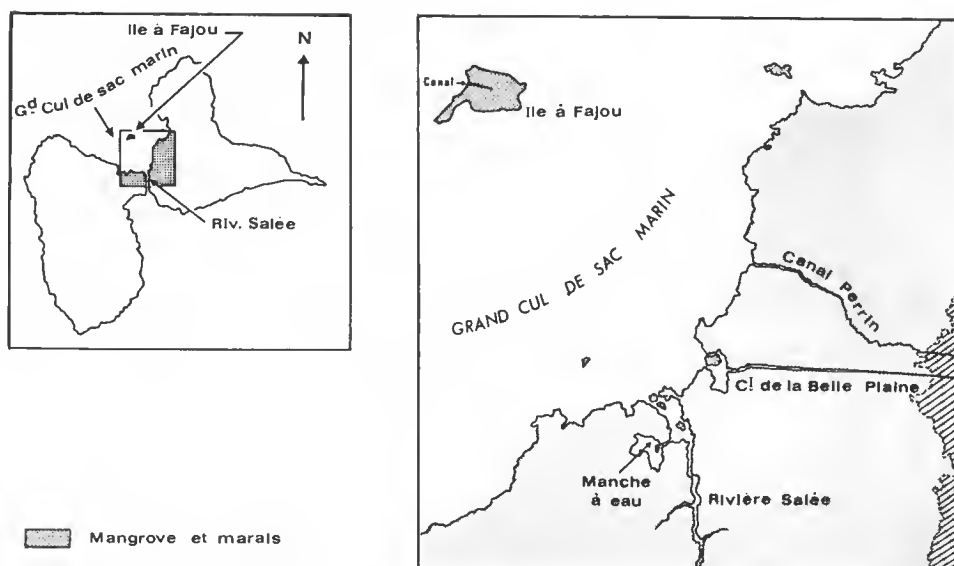 Ile à Fajou
N
Gd Cul de sac marin
Riv. Salée
Mangrove et marais
Canal
Ile à Fajou
GRAND CUL DE SAC MARIN
Canal Perrin
Cl de la Belle Plaine
Manche
à eau
Rivière Salée